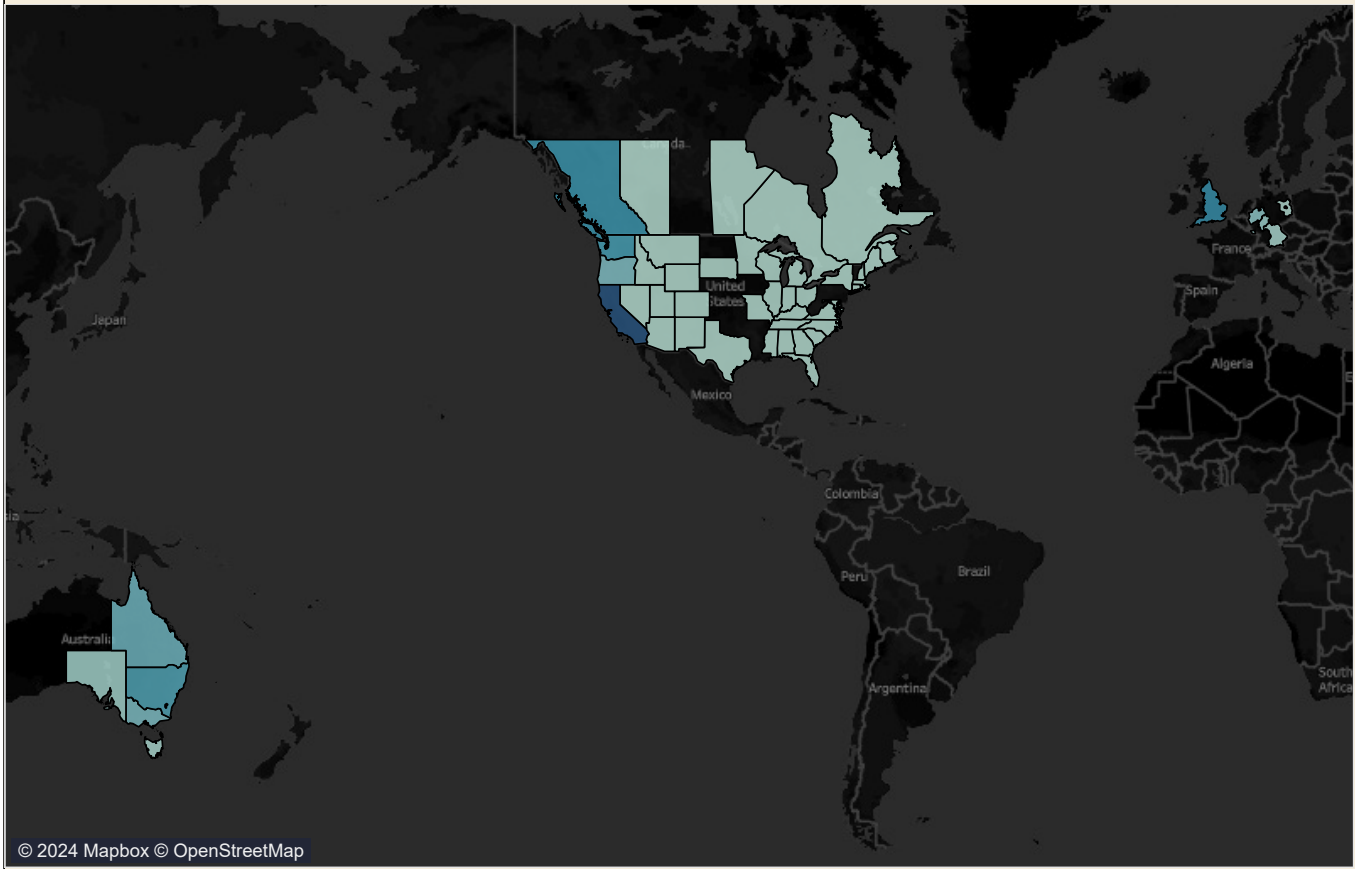 Canada
United
States
France
Spain
Japan
Algeria
Mexico
Colombia
Peru
Brazil
Australia
Argentina
South
Africa
© 2024 Mapbox © OpenStreetMap